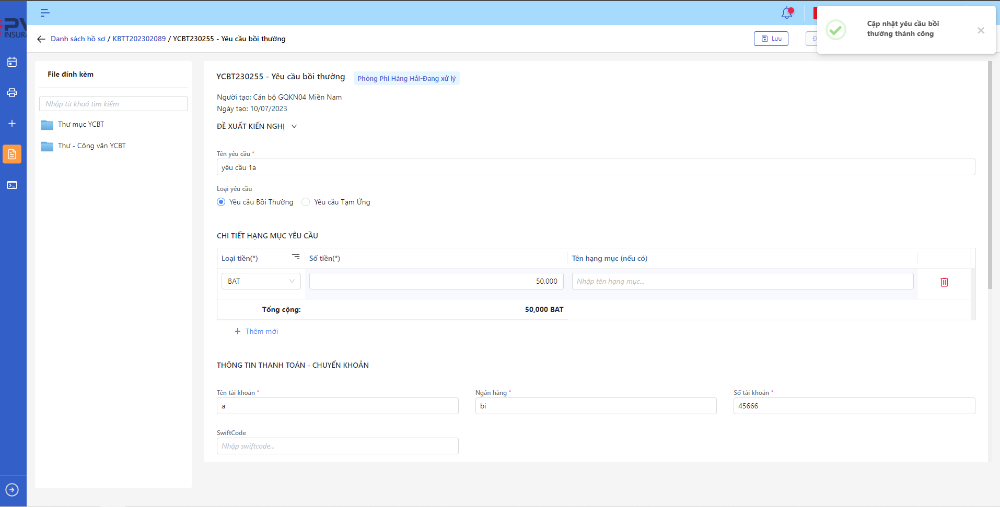 PV
INSURA
Cập nhật yêu cầu bồi
thường thành công
Danh sách hồ sơ / KBTT202302089 / YCBT230255 - Yêu cầu bồi thường
Lưu
File đính kèm
Nhập từ khoá tìm kiếm
Thư mục YCBT
Thư - Công văn YCBT
YCBT230255 - Yêu cầu bồi thường
Phòng Phi Hàng Hải-Đang xử lý
Người tạo: Cán bộ GQKN04 Miền Nam
Ngày tạo: 10/07/2023
ĐỀ XUẤT KIẾN NGHỊ
Tên yêu cầu *
yêu cầu 1a
Loại yêu cầu
Yêu cầu Bồi Thường Yêu cầu Tạm Ứng
CHI TIẾT HẠNG MỤC YÊU CẦU
Loại tiền(*) Số tiền(*) Tên hạng mục (nếu có)
BAT 50,000 Nhập tên hạng mục...
Tổng cộng: 50,000 BAT
+ Thêm mới
THÔNG TIN THANH TOÁN - CHUYỂN KHOẢN
Tên tài khoản * Ngân hàng * Số tài khoản *
a bi 45666
SwiftCode
Nhập swiftcode...